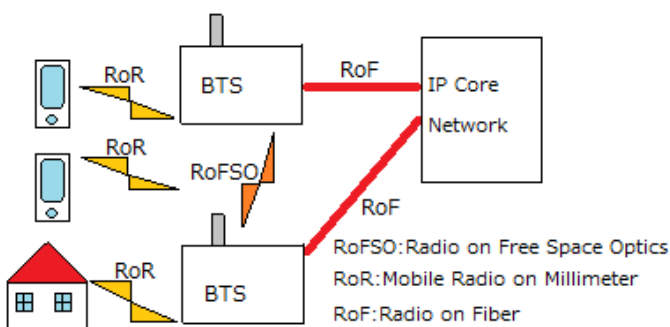 RoR
BTS
RoF
IP Core
Network
RoR
RoFSO
RoF
RoR
BTS
RoFSO:Radio on Free Space Optics
RoR:Mobile Radio on Millimeter
RoF:Radio on Fiber